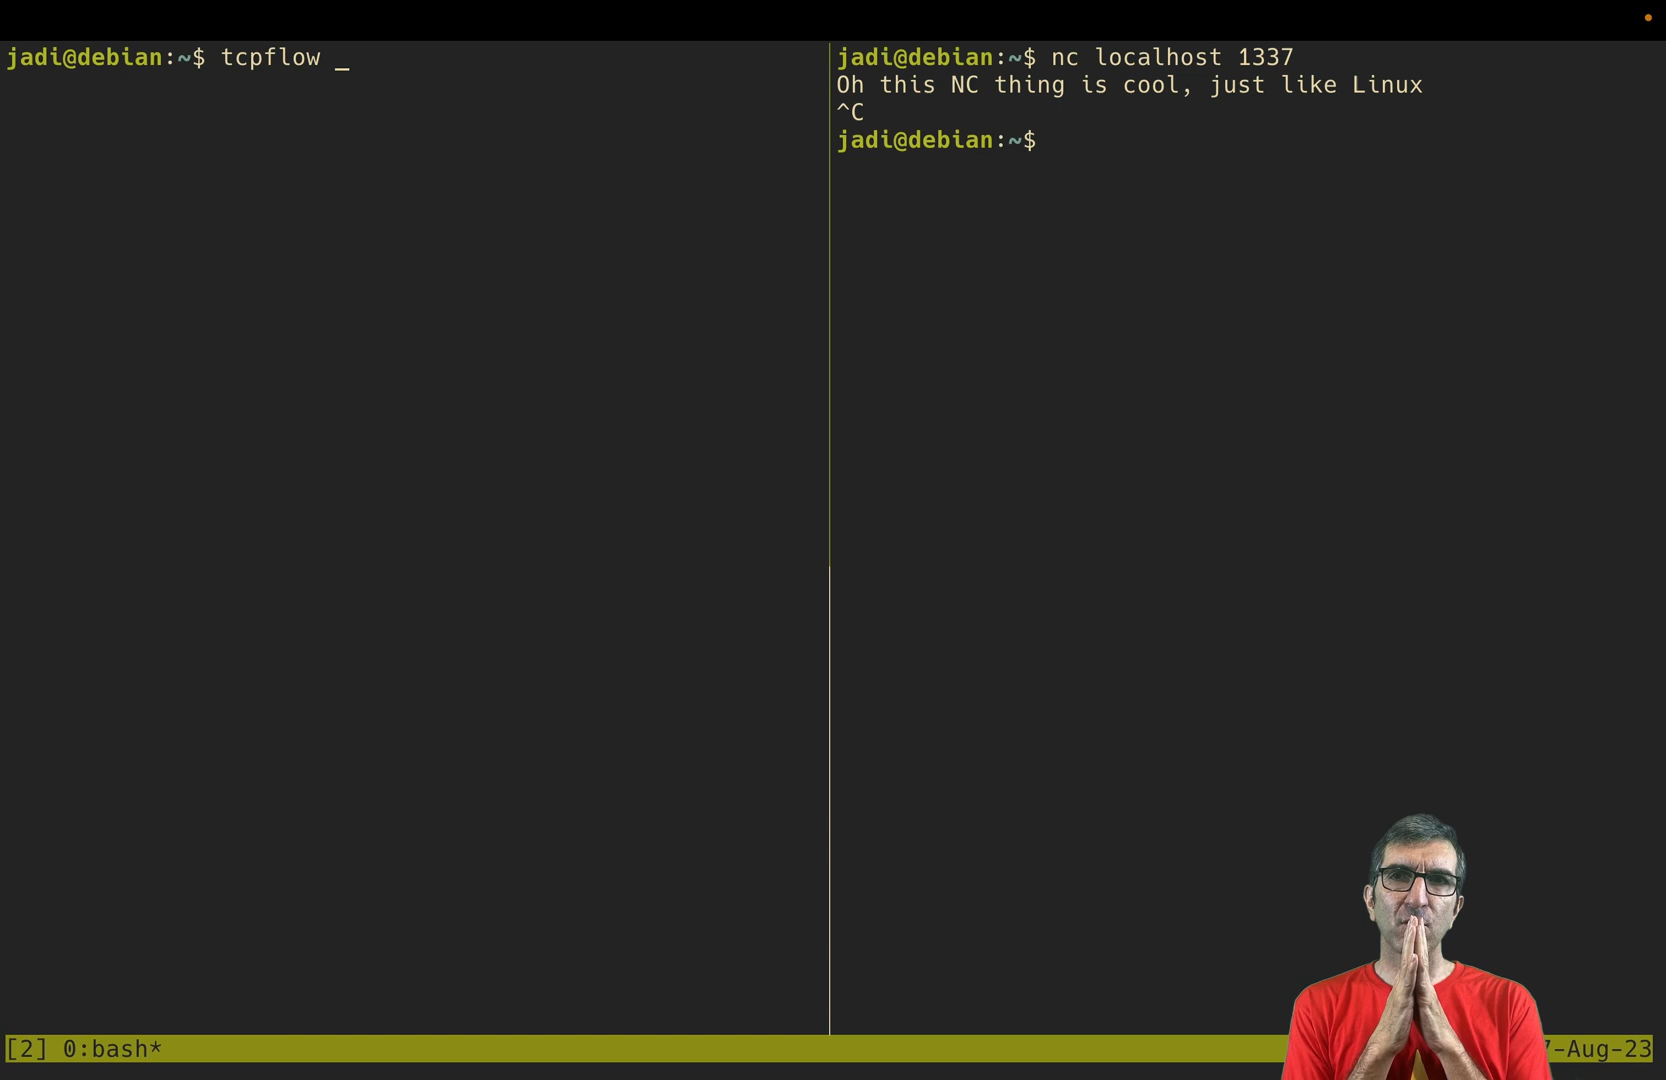 jadi@debian:~$ tcpflow _
jadi@debian:~$ nc localhost 1337
Oh this NC thing is cool, just like Linux
^C
jadi@debian:~$
[2] 0:bash*
-Aug-23